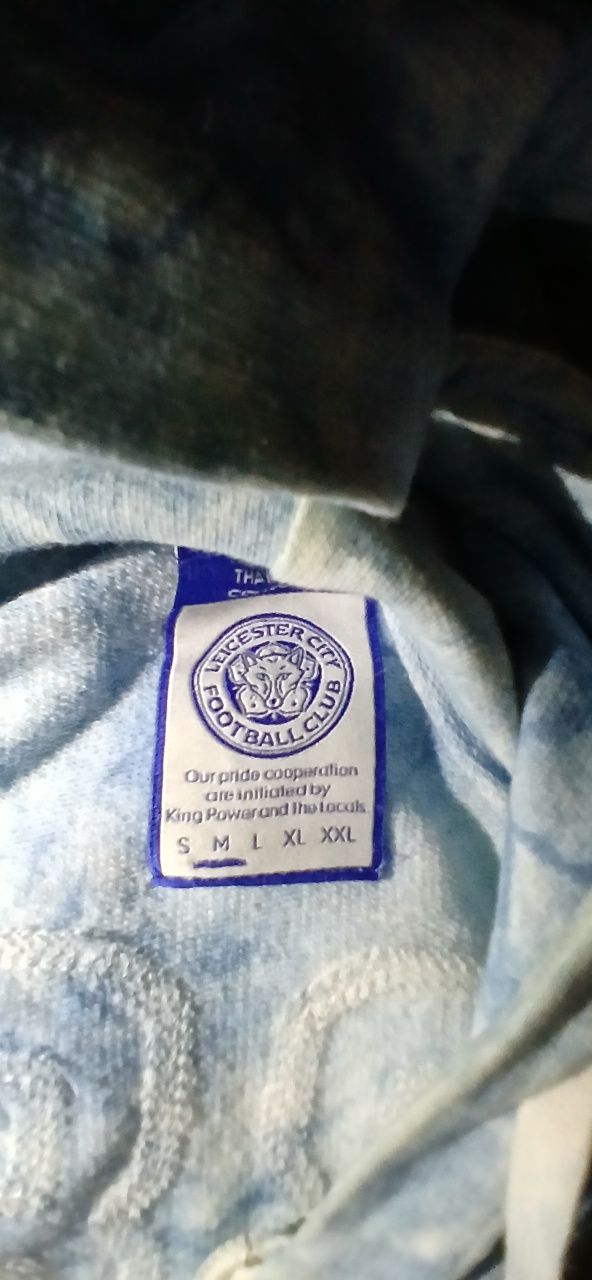 LEICESTER CITY
FOOTBALL CLUB
Our pride cooperation
are initiated by
King Power and the Locals
S M L XL XXL